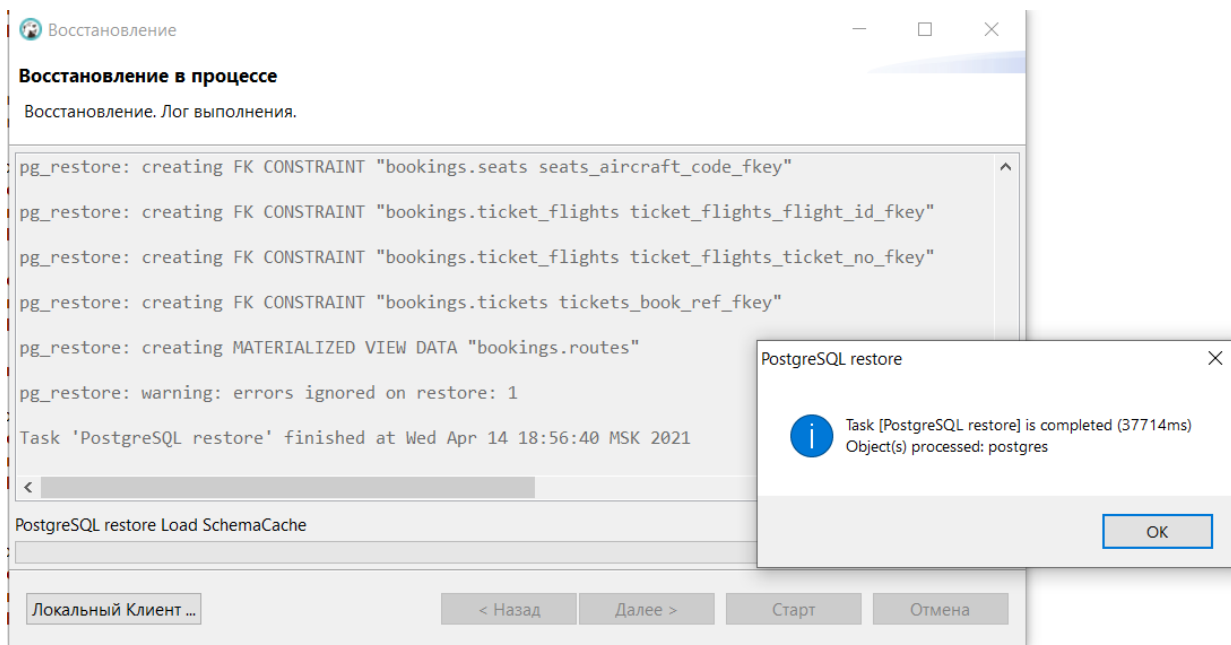 Восстановление
Восстановление в процессе
Восстановление. Лог выполнения.
pg_restore: creating FK CONSTRAINT "bookings.seats seats_aircraft_code_fkey"
pg_restore: creating FK CONSTRAINT "bookings.ticket_flights ticket_flights_flight_id_fkey"
pg_restore: creating FK CONSTRAINT "bookings.ticket_flights ticket_flights_ticket_no_fkey"
pg_restore: creating FK CONSTRAINT "bookings.tickets tickets_book_ref_fkey"
pg_restore: creating MATERIALIZED VIEW DATA "bookings.routes"
pg_restore: warning: errors ignored on restore: 1
Task 'PostgreSQL restore' finished at Wed Apr 14 18:56:40 MSK 2021
PostgreSQL restore Load SchemaCache
Локальный Клиент ...
< Назад
Далее >
Старт
Отмена
PostgreSQL restore
Task [PostgreSQL restore] is completed (37714ms)
Object(s) processed: postgres
OK